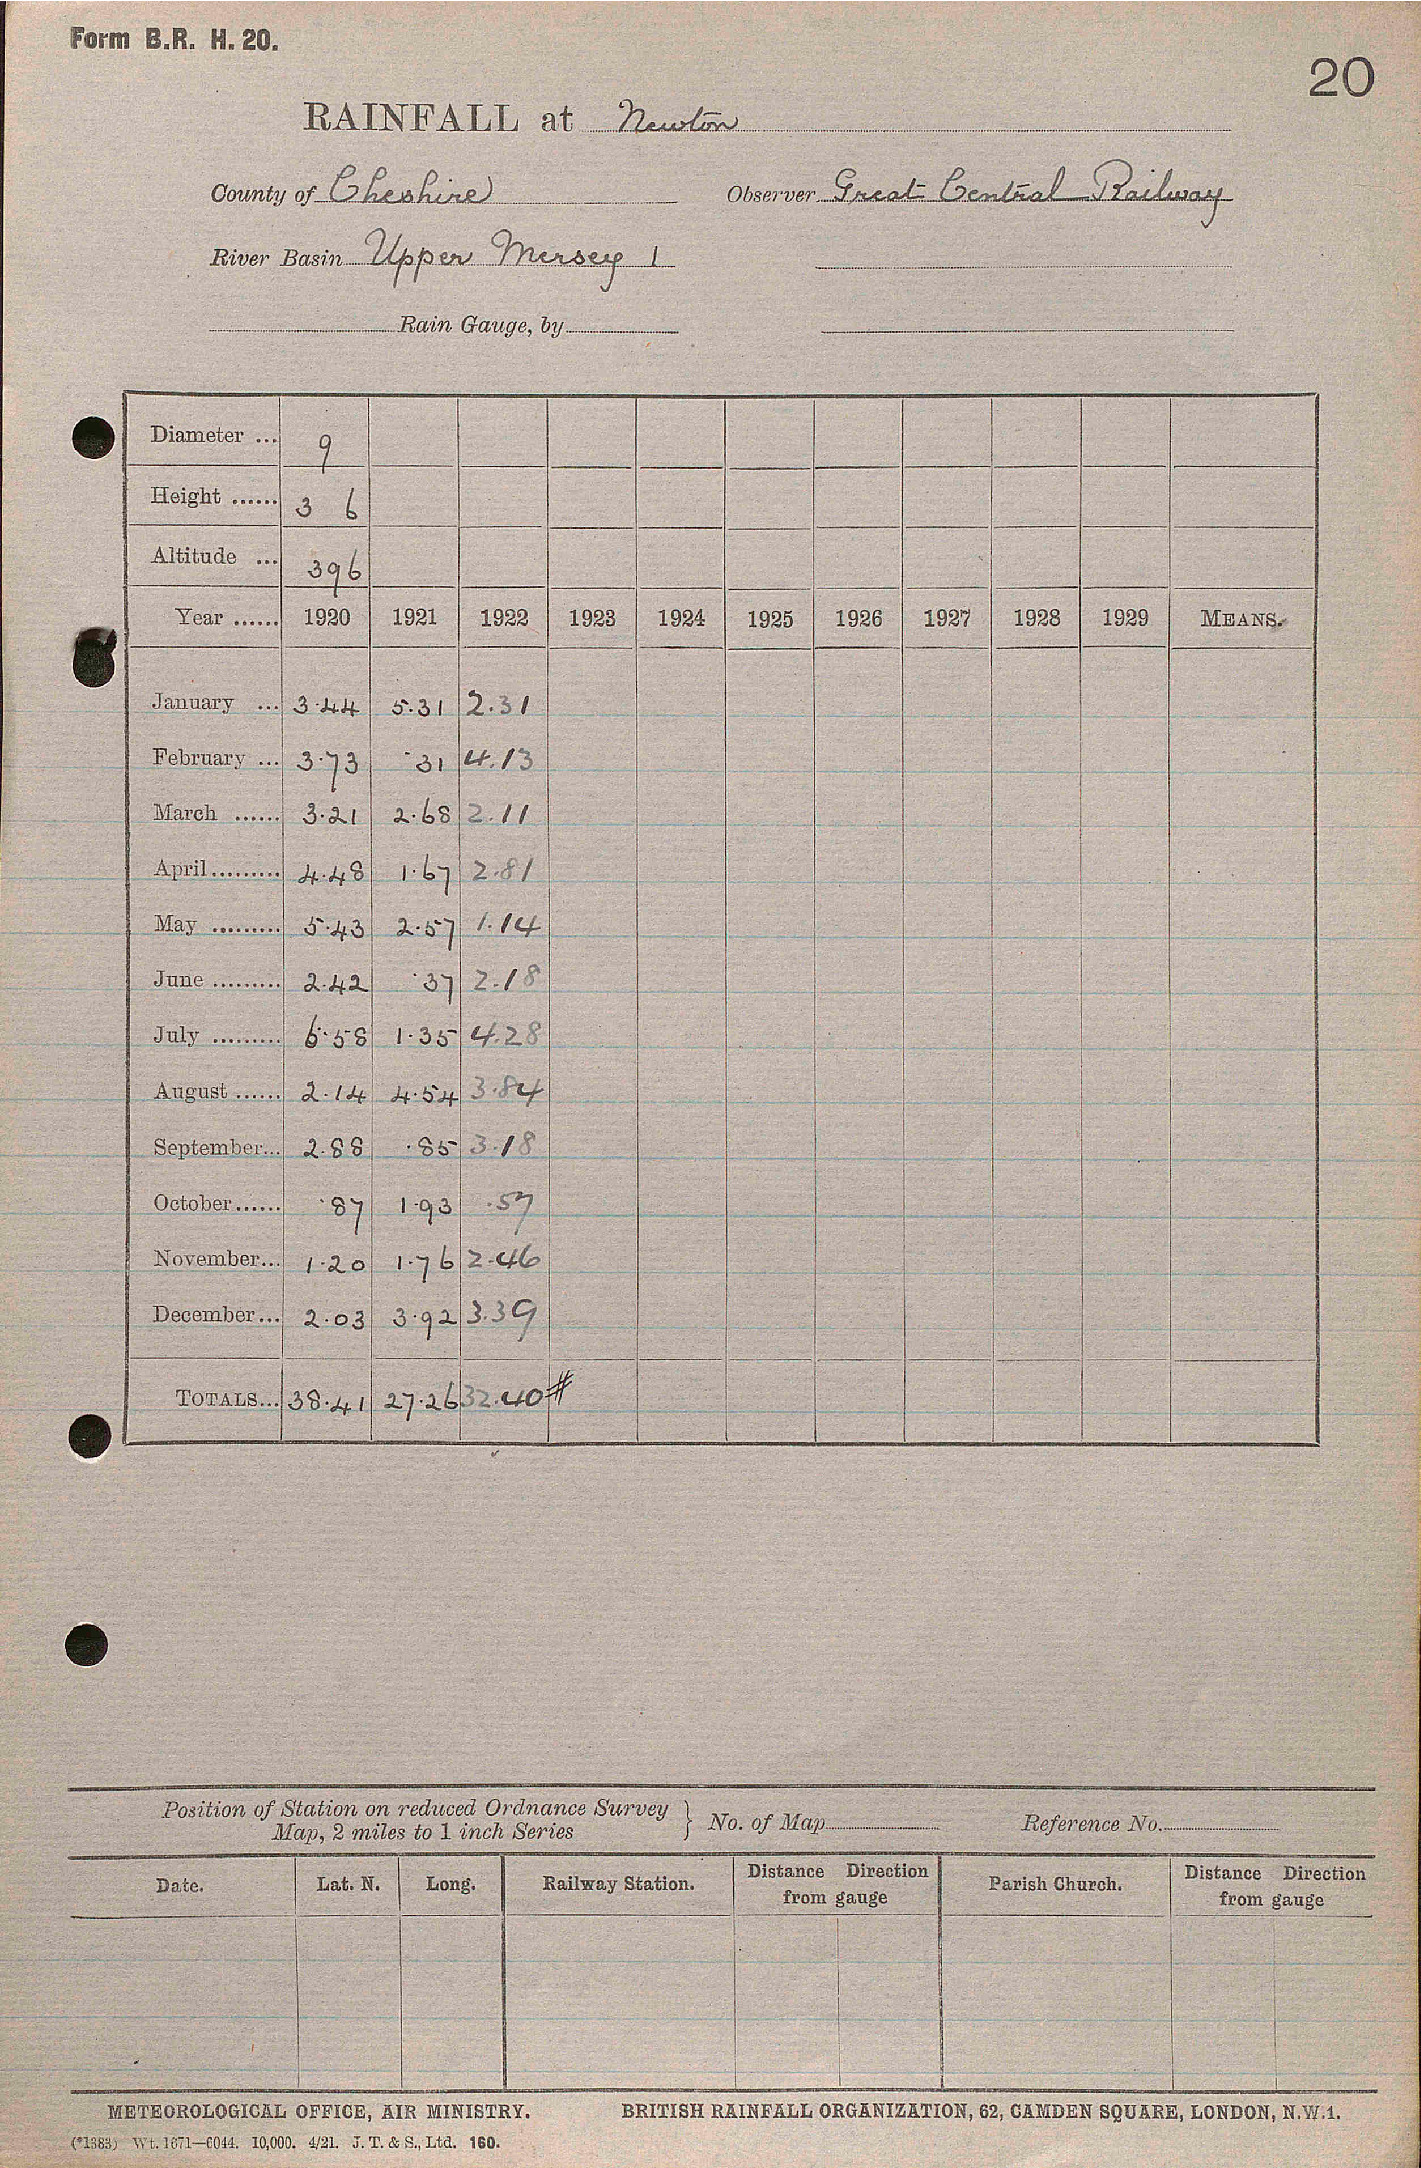 Form B.R. H. 20.
20
RAINFALL at Newton
County of Cheshire Observer Great Central Railway
River Basin Upper Mersey 1
Rain Gauge, by
Diameter ... 9
Height ...... 3 6
Altitude ... 396
Year ...... 1920 1921 1922 1923 1924 1925 1926 1927 1928 1929 MEANS.
January ... 3.44 5.31 2.31
February ... 3.73 .31 4.13
March ...... 3.21 2.68 2.11
April......... 4.48 1.67 2.81
May ......... 5.43 2.57 1.14
June ......... 2.42 .37 2.18
July ......... 6.58 1.35 4.28
August ...... 2.14 4.54 3.84
September... 2.88 .85 3.18
October...... .87 1.93 .57
November... 1.20 1.76 2.46
December... 2.03 3.92 3.39
TOTALS... 38.41 27.26 32.40 #
Position of Station on reduced Ordnance Survey
Map, 2 miles to 1 inch Series } No. of Map Reference No.
Date. Lat. N. Long. Railway Station. Distance Direction from gauge Parish Church. Distance Direction from gauge
METEOROLOGICAL OFFICE, AIR MINISTRY. BRITISH RAINFALL ORGANIZATION, 62, CAMDEN SQUARE, LONDON, N.W.1.
(*1383) Wt. 1671—6044. 10,000. 4/21. J. T. & S., Ltd. 160.